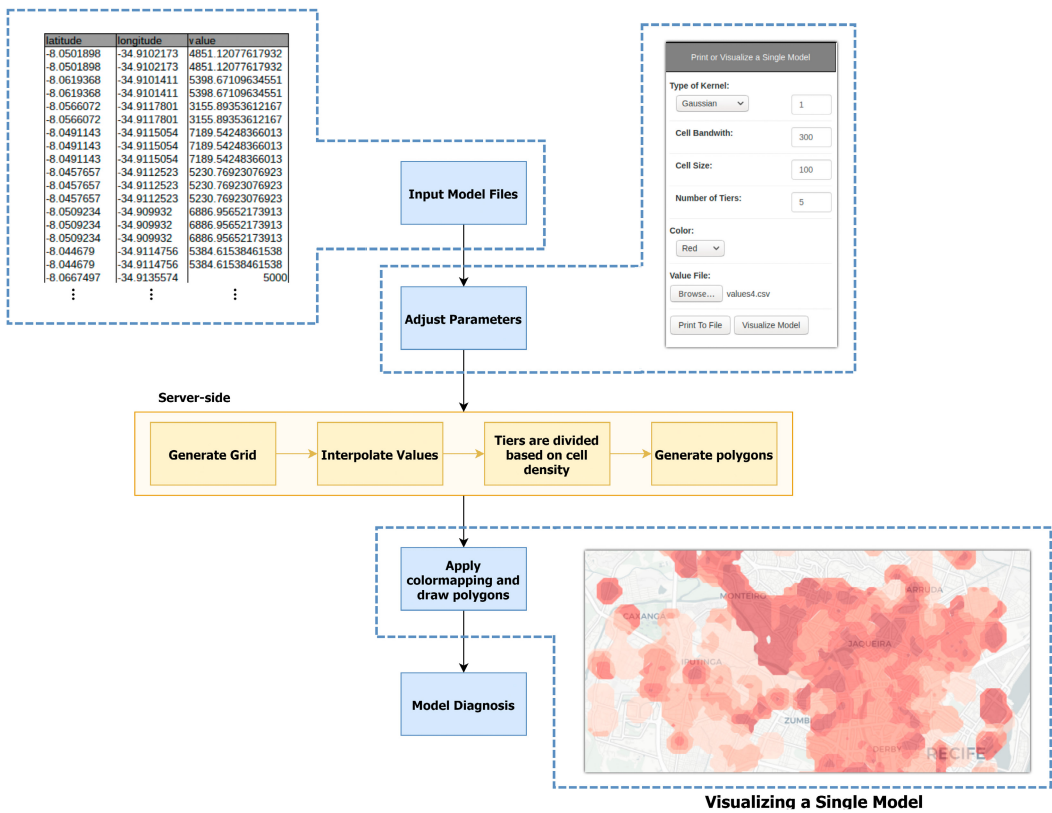 latitude longitude value
-8.0501898 -34.9102173 4851.12077617932
-8.0501898 -34.9102173 4851.12077617932
-8.0619368 -34.9101411 5398.67109634551
-8.0619368 -34.9101411 5398.67109634551
-8.0566072 -34.9117801 3155.89353612167
-8.0566072 -34.9117801 3155.89353612167
-8.0491143 -34.9115054 7189.54248366013
-8.0491143 -34.9115054 7189.54248366013
-8.0491143 -34.9115054 7189.54248366013
-8.0457657 -34.9112523 5230.76923076923
-8.0457657 -34.9112523 5230.76923076923
-8.0457657 -34.9112523 5230.76923076923
-8.0509234 -34.909932 6886.95652173913
-8.0509234 -34.909932 6886.95652173913
-8.0509234 -34.909932 6886.95652173913
-8.044679 -34.9114756 5384.61538461538
-8.044679 -34.9114756 5384.61538461538
-8.0667497 -34.9135574 5000
Input Model Files
Adjust Parameters
Print or Visualize a Single Model
Type of Kernel:
Gaussian 1
Cell Bandwith: 300
Cell Size: 100
Number of Tiers: 5
Color:
Red
Value File:
Browse... values4.csv
Print To File Visualize Model
Server-side
Generate Grid
Interpolate Values
Tiers are divided
based on cell
density
Generate polygons
Apply
colormapping and
draw polygons
Model Diagnosis
MONTEIRO
ARRUDA
CAXANGÁ
JAQUEIRA
IPUTINGA
ZUMBI
DERBY
RECIFE
Visualizing a Single Model